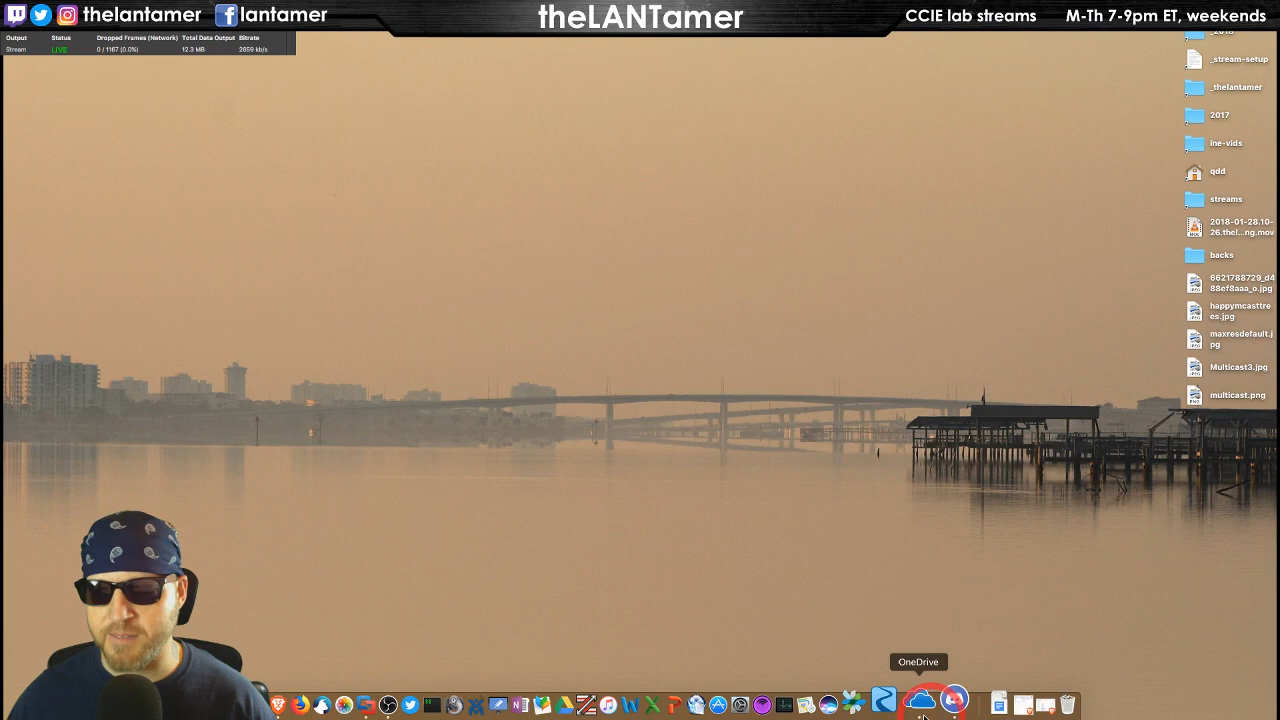 thelantamer lantamer
theLANTamer
CCIE lab streams M-Th 7-9pm ET, weekends
Output Status Dropped Frames (Network) Total Data Output Bitrate
Stream LIVE 0 / 1167 (0.0%) 12.3 MB 2659 kb/s
_2018
_stream-setup
_thelantamer
2017
ine-vids
qdd
streams
2018-01-28.10-
26.thel...ng.mov
backs
6621788729_d4
88ef8aaa_o.jpg
happymcasttre
es.jpg
maxresdefault.j
pg
Multicast3.jpg
multicast.png
OneDrive